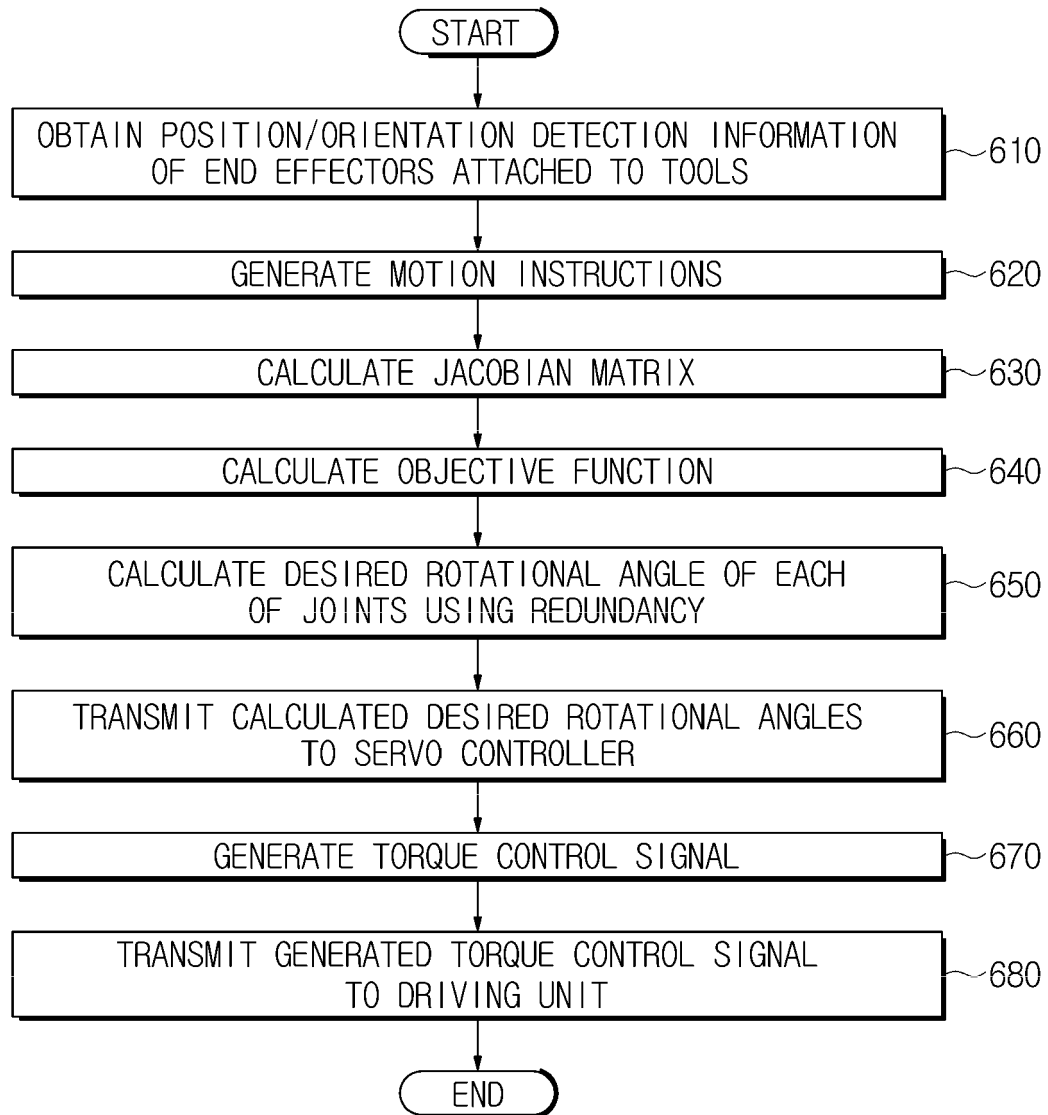 START
OBTAIN POSITION/ORIENTATION DETECTION INFORMATION
OF END EFFECTORS ATTACHED TO TOOLS
610
GENERATE MOTION INSTRUCTIONS
620
CALCULATE JACOBIAN MATRIX
630
CALCULATE OBJECTIVE FUNCTION
640
CALCULATE DESIRED ROTATIONAL ANGLE OF EACH
OF JOINTS USING REDUNDANCY
650
TRANSMIT CALCULATED DESIRED ROTATIONAL ANGLES
TO SERVO CONTROLLER
660
GENERATE TORQUE CONTROL SIGNAL
670
TRANSMIT GENERATED TORQUE CONTROL SIGNAL
TO DRIVING UNIT
680
END